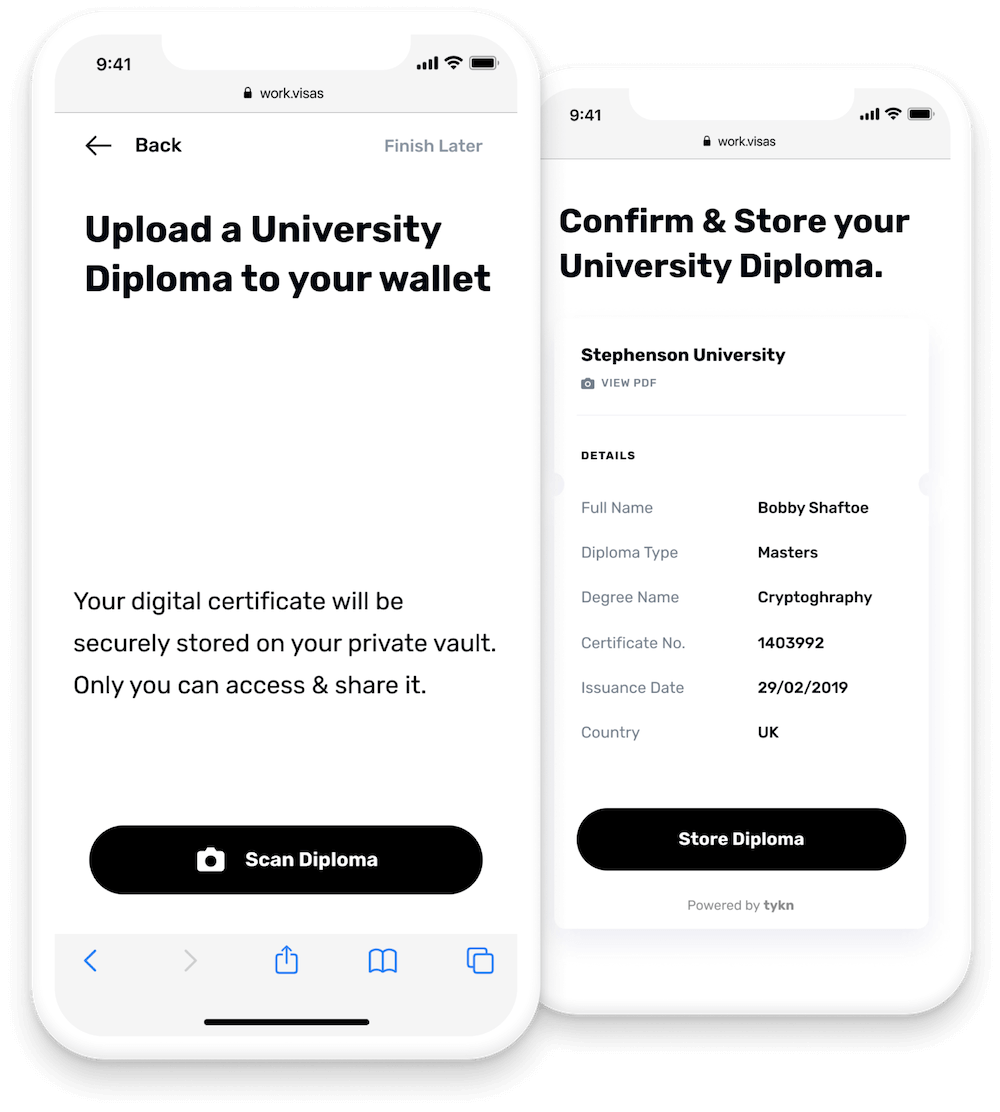 9:41
work.visas
Back
Finish Later
Upload a University
Diploma to your wallet
Your digital certificate will be
securely stored on your private vault.
Only you can access & share it.
Scan Diploma
9:41
work.visas
Confirm & Store your
University Diploma.
Stephenson University
VIEW PDF
DETAILS
Full Name Bobby Shaftoe
Diploma Type Masters
Degree Name Cryptoghraphy
Certificate No. 1403992
Issuance Date 29/02/2019
Country UK
Store Diploma
Powered by tykn